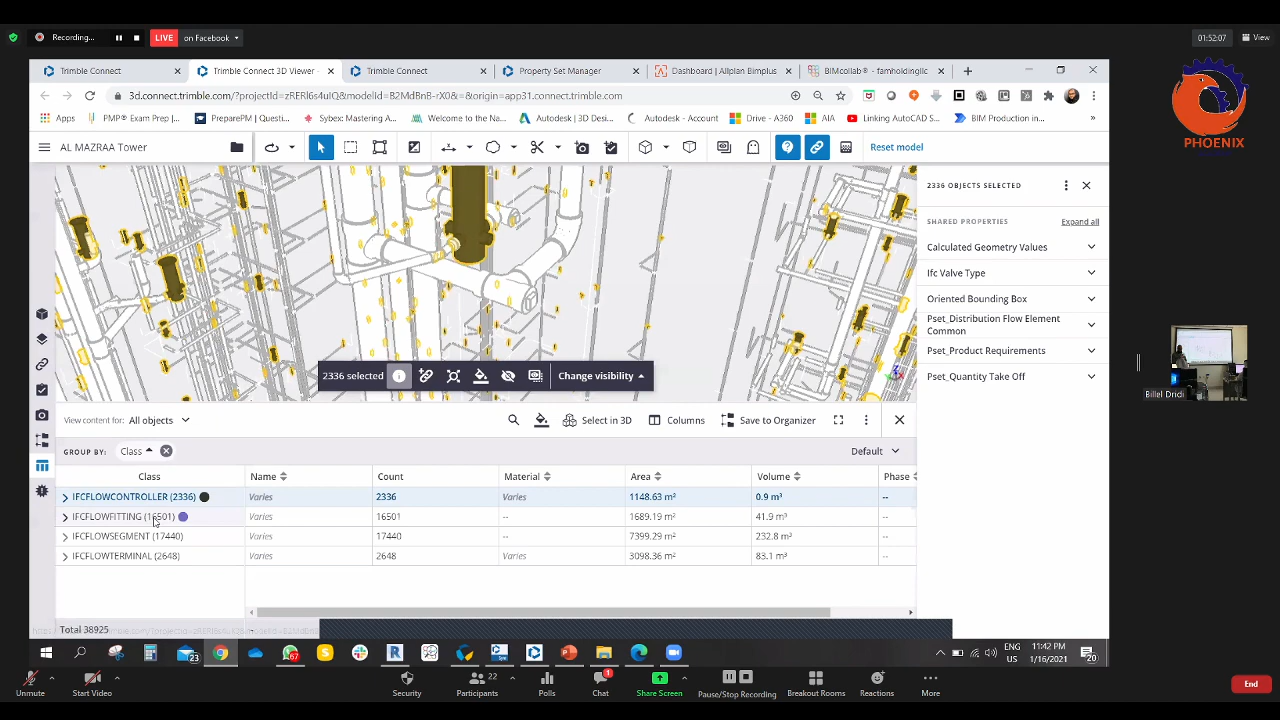 Recording...
LIVE
on Facebook
01:52:07
View
Trimble Connect
Trimble Connect 3D Viewer -
Trimble Connect
Property Set Manager
Dashboard | Allplan Bimplus
BIMcollab® - famholdingllc
3d.connect.trimble.com/?projectId=zRERl6s4uIQ&modelId=B2MdBnB-rX0&=&origin=app31.connect.trimble.com
Apps
PMP® Exam Prep |...
PreparePM | Questio...
Sybex: Mastering A...
Welcome to the Na...
Autodesk | 3D Des...
Autodesk - Account
Drive - A360
AIA
Linking AutoCAD S...
BIM Production in...
»
AL MAZRAA Tower
Reset model
PHOENIX
2336 OBJECTS SELECTED
SHARED PROPERTIES
Expand all
Calculated Geometry Values
Ifc Valve Type
Oriented Bounding Box
Pset_Distribution Flow Element
Common
Pset_Product Requirements
Pset_Quantity Take Off
2336 selected
Change visibility
Z
Billel Dridi
View content for: All objects
Select in 3D
Columns
Save to Organizer
GROUP BY: Class
Default
Class Name Count Material Area Volume Phase
IFCFLOWCONTROLLER (2336) Varies 2336 Varies 1148.63 m² 0.9 m³ --
IFCFLOWFITTING (16501) Varies 16501 -- 1689.19 m² 41.9 m³ --
IFCFLOWSEGMENT (17440) Varies 17440 -- 7399.29 m² 232.8 m³ --
IFCFLOWTERMINAL (2648) Varies 2648 Varies 3098.36 m² 83.1 m³ --
Total 38925
23
67
ENG
US
11:42 PM
1/16/2021
20
Unmute
Start Video
Security
Participants
22
Polls
Chat
1
Share Screen
Pause/Stop Recording
Breakout Rooms
Reactions
More
End